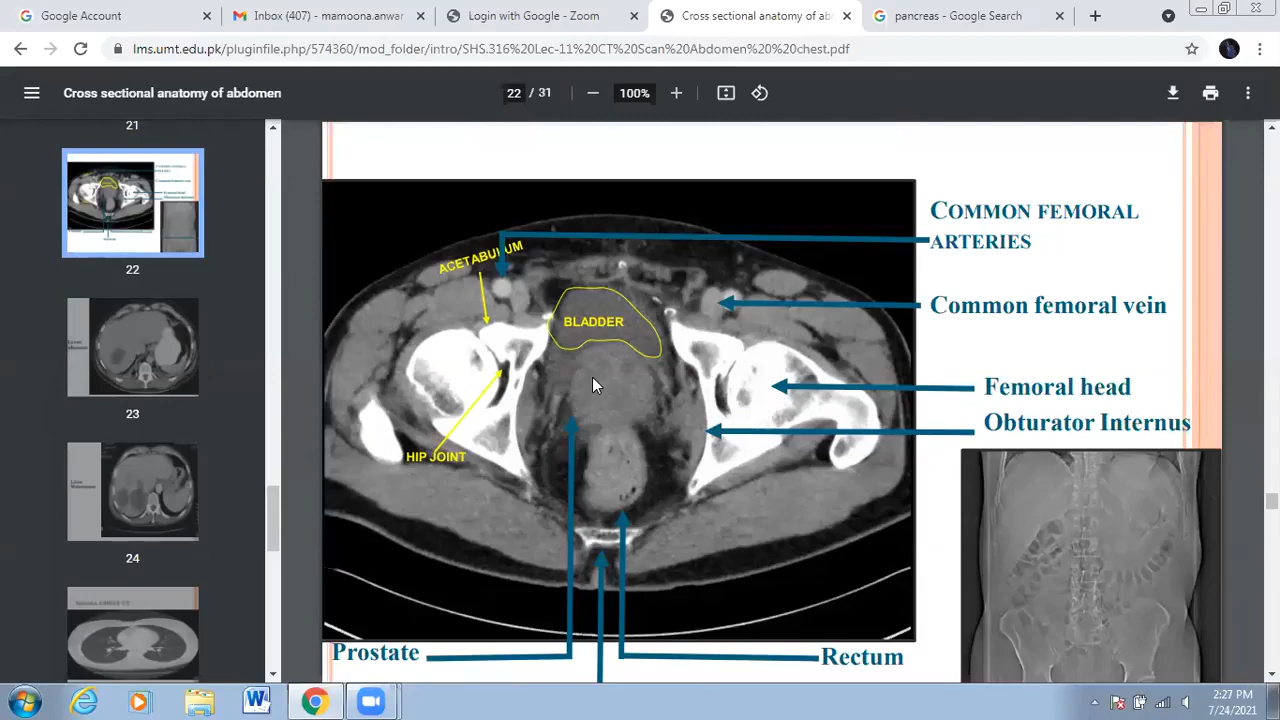 Google Account
Inbox (407) - mamoona.anwar
Login with Google - Zoom
Cross sectional anatomy of abd
pancreas - Google Search
lms.umt.edu.pk/pluginfile.php/574360/mod_folder/intro/SHS.316%20Lec-11%20CT%20Scan%20Abdomen%20%20chest.pdf
Cross sectional anatomy of abdomen
22 / 31
100%
21
22
23
24
COMMON FEMORAL
ARTERIES
ACETABULUM
Common femoral vein
BLADDER
Femoral head
Obturator Internus
HIP JOINT
Prostate
Rectum
2:27 PM
7/24/2021